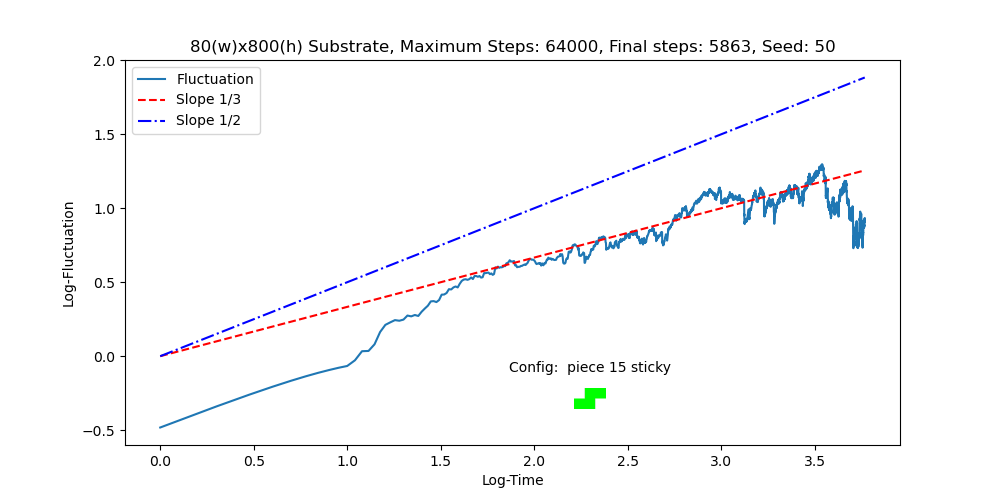 80(w)x800(h) Substrate, Maximum Steps: 64000, Final steps: 5863, Seed: 50
Fluctuation
Slope 1/3
Slope 1/2
Log-Fluctuation
2.0
1.5
1.0
0.5
0.0
−0.5
Config:  piece 15 sticky
0.0 0.5 1.0 1.5 2.0 2.5 3.0 3.5
Log-Time